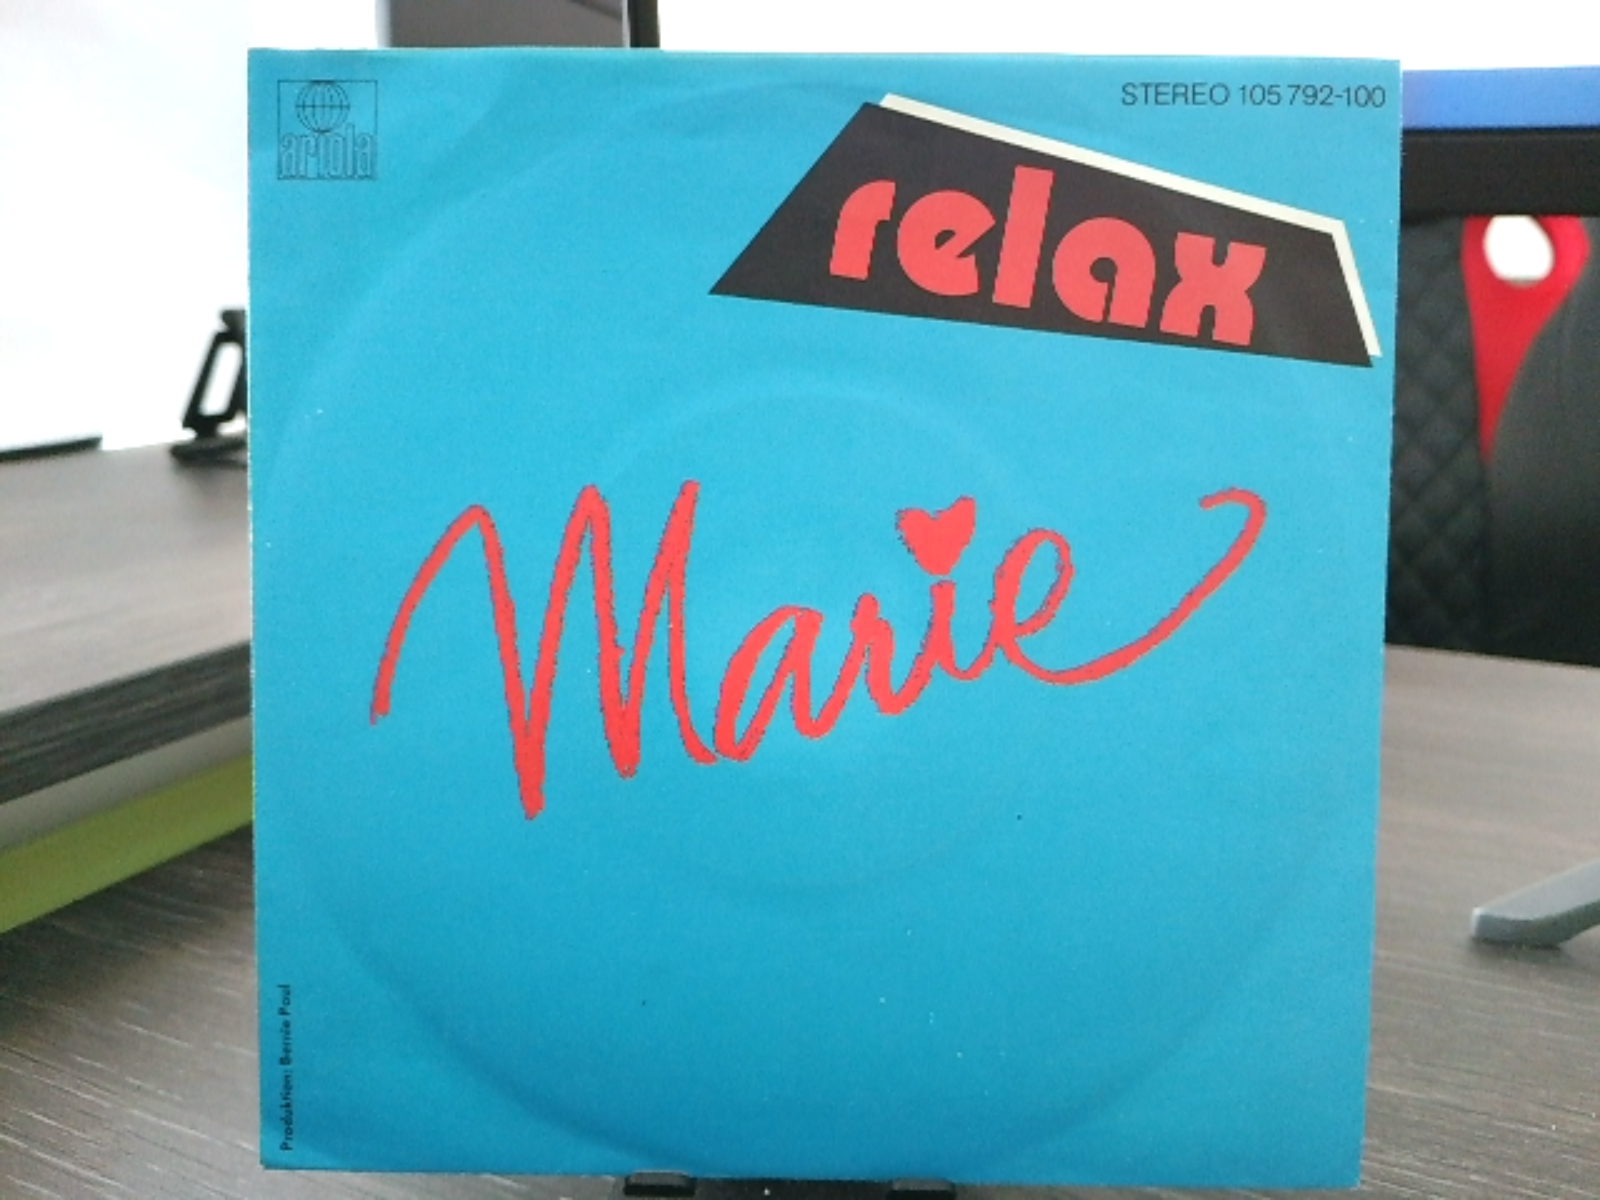 ariola
STEREO 105 792-100
relax
Marie
Produktion: Bernie Paul